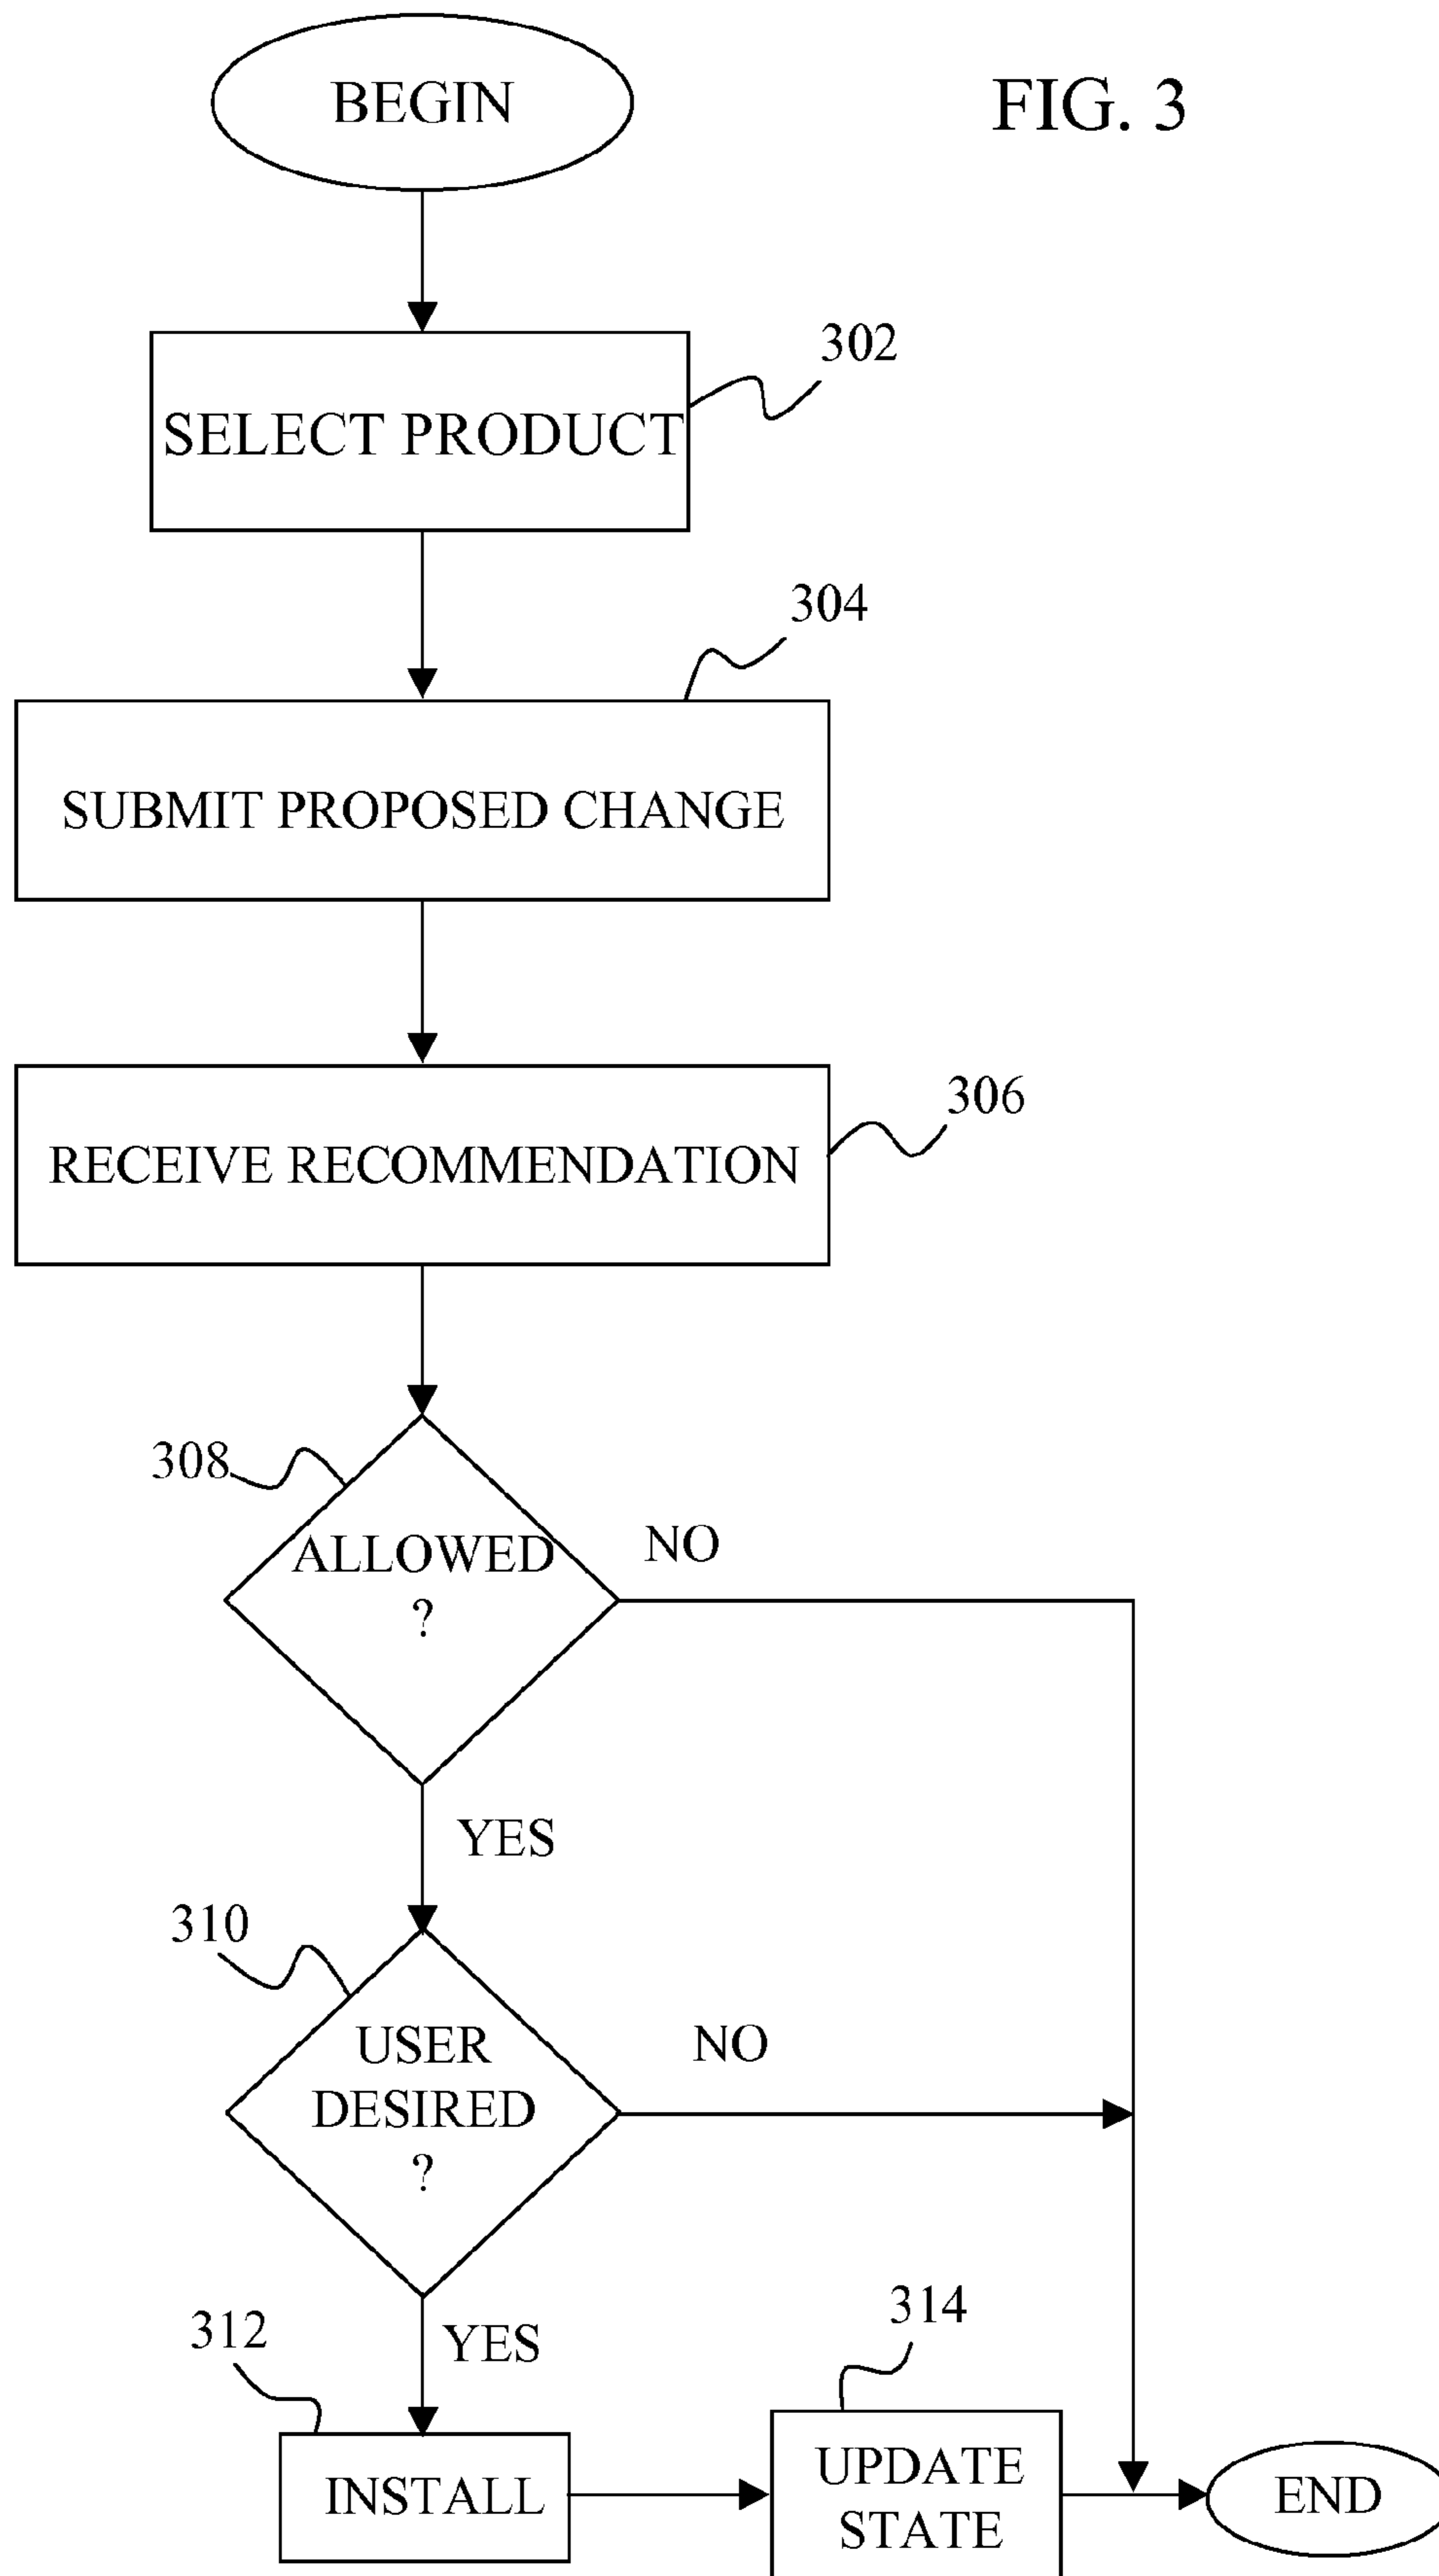 BEGIN
FIG. 3
302
SELECT PRODUCT
304
SUBMIT PROPOSED CHANGE
306
RECEIVE RECOMMENDATION
308
ALLOWED
?
NO
YES
310
USER
DESIRED
?
NO
YES
312
314
INSTALL
UPDATE
STATE
END